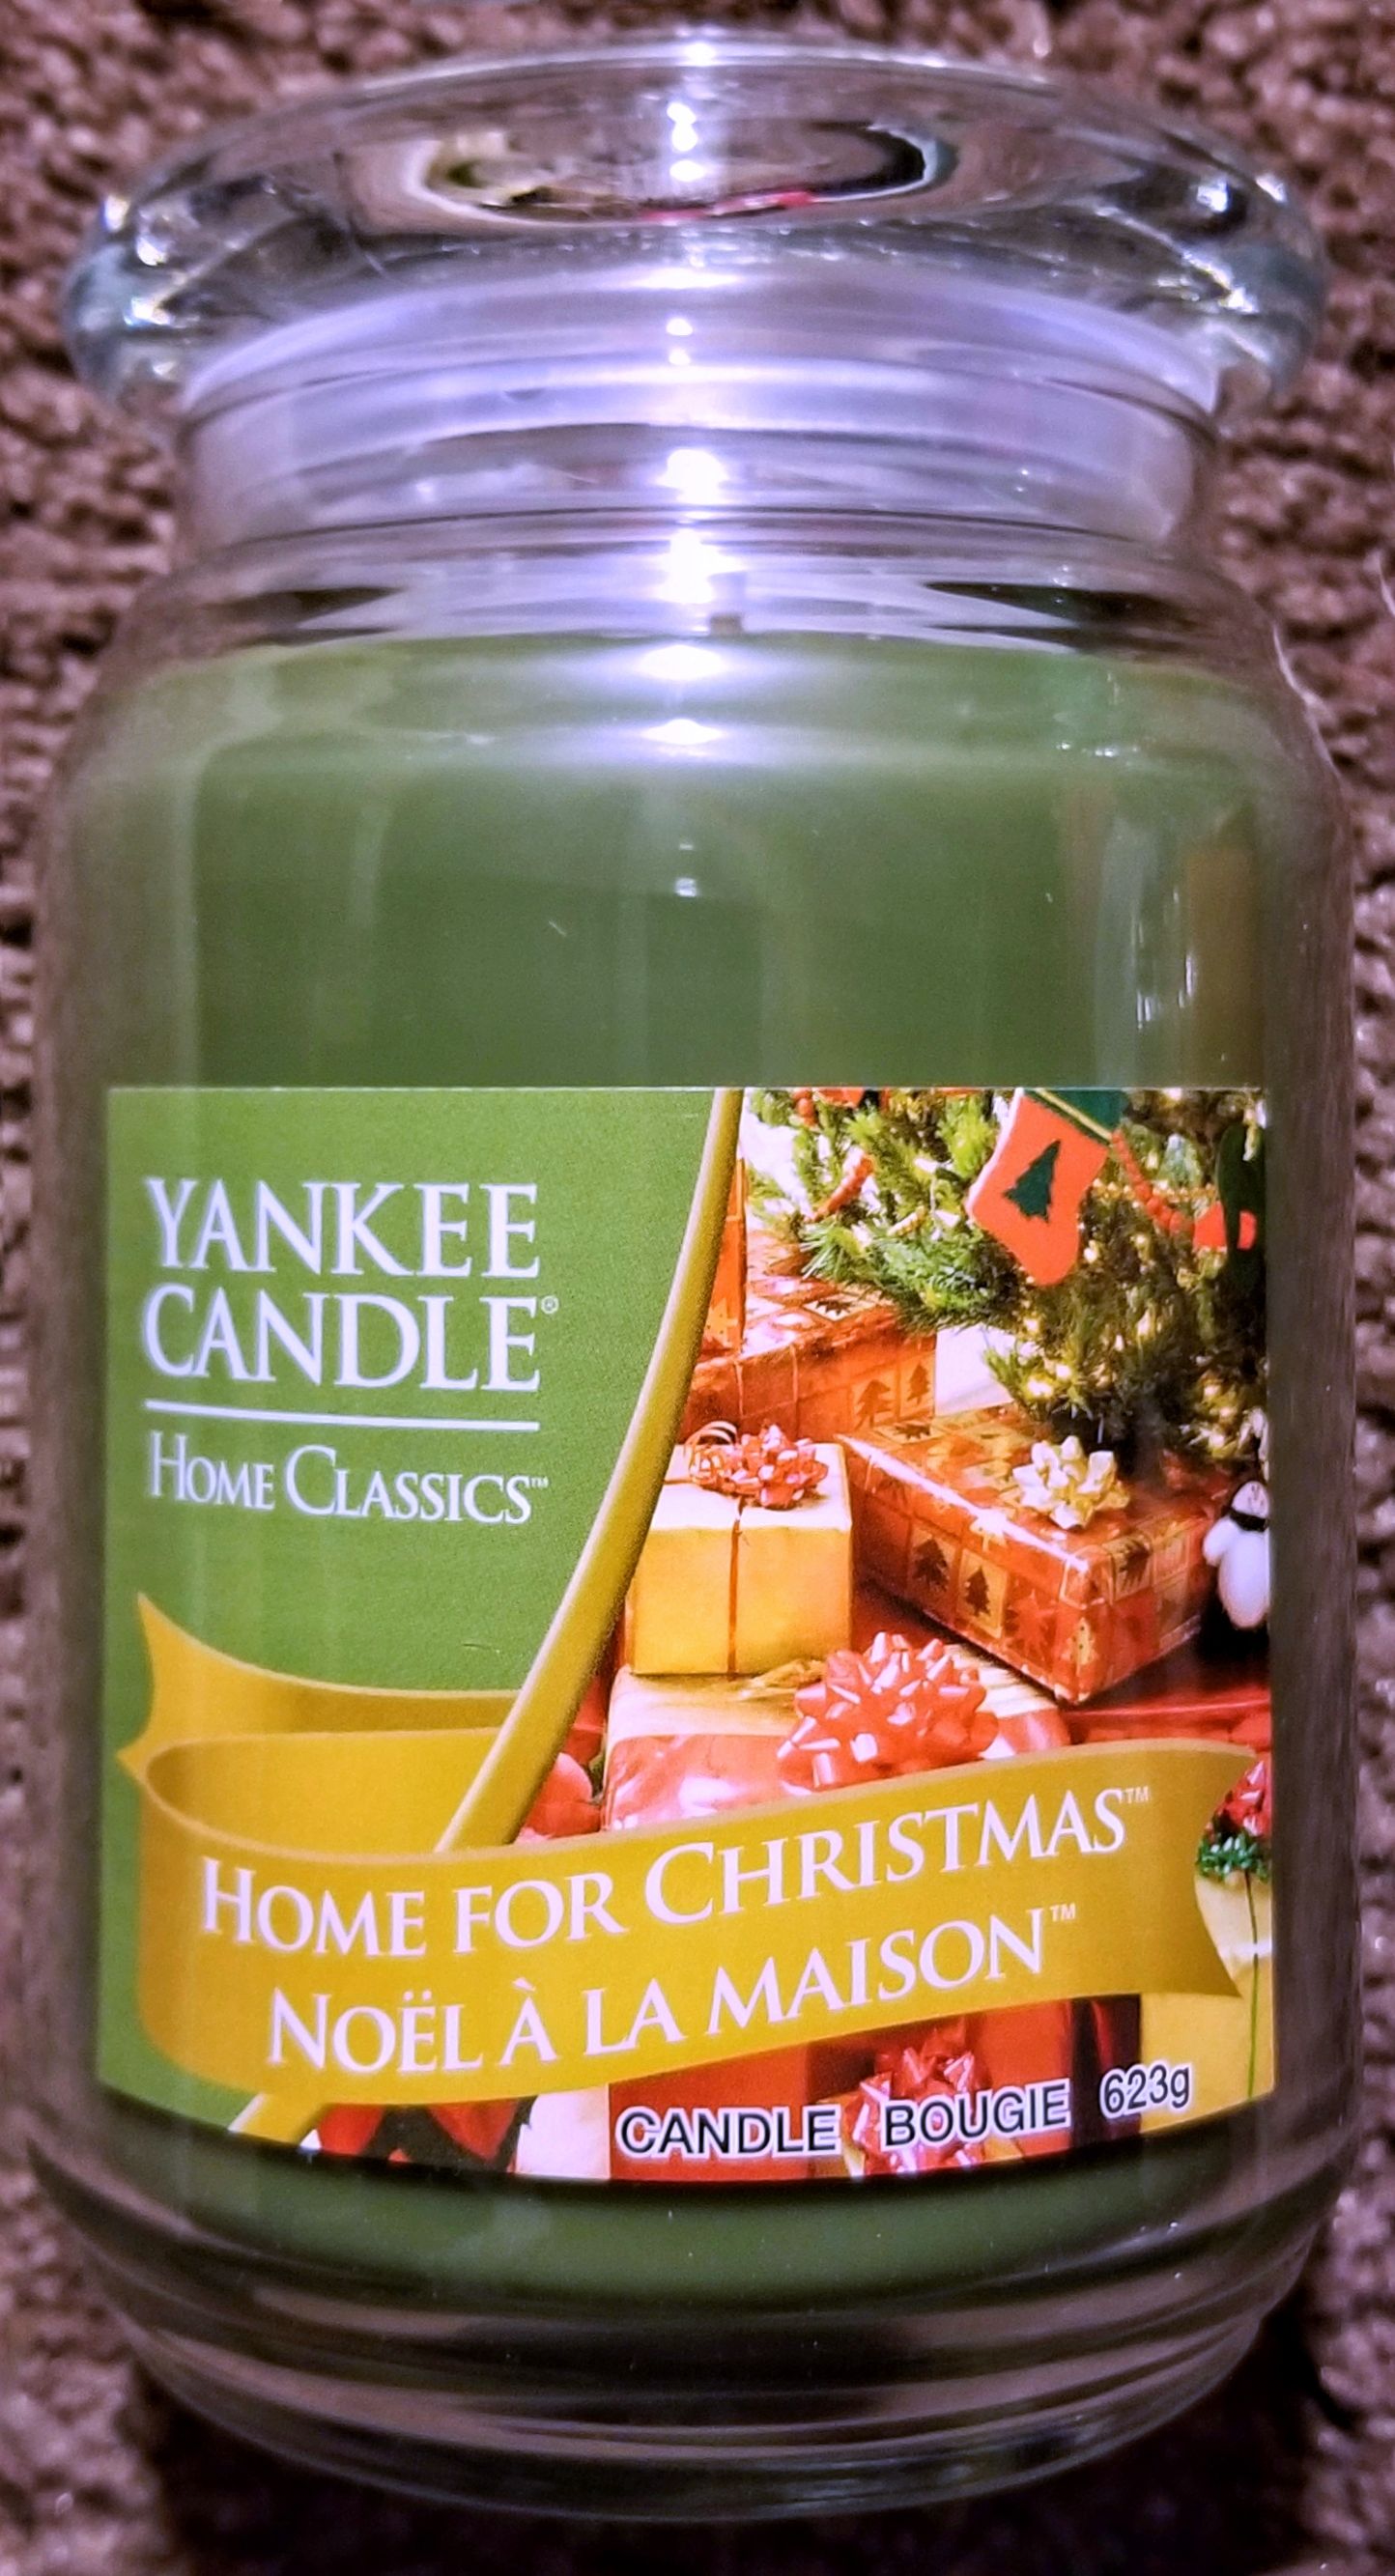 YANKEE
CANDLE®
HOME CLASSICS™
HOME FOR CHRISTMAS™
NOËL À LA MAISON™
CANDLE BOUGIE 623g